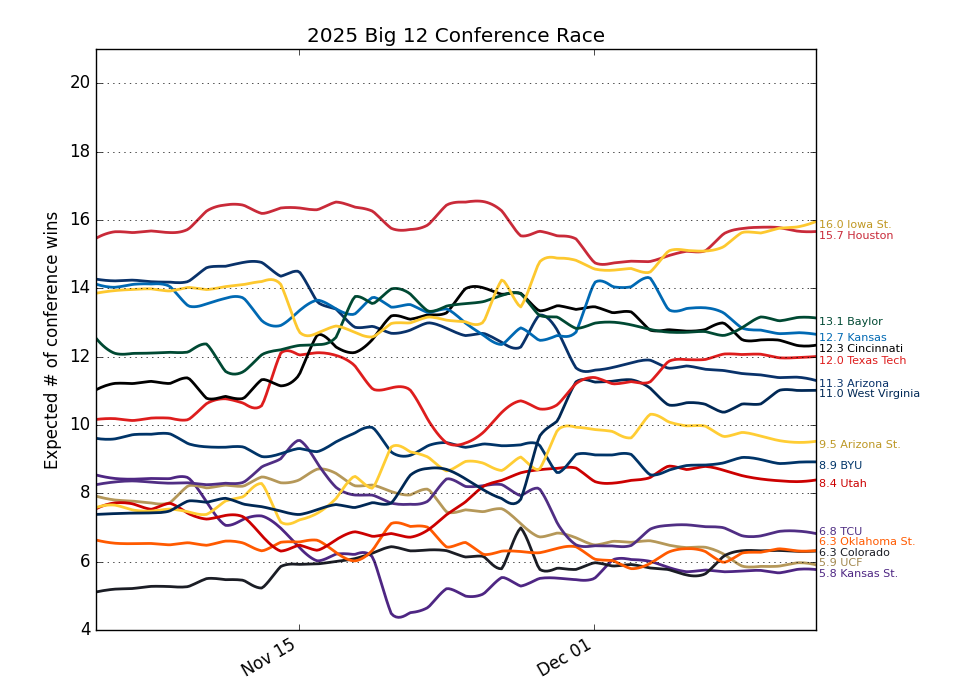 2025 Big 12 Conference Race
Expected # of conference wins
20
18
16
14
12
10
8
6
4
Nov 15
Dec 01
16.0 Iowa St.
15.7 Houston
13.1 Baylor
12.7 Kansas
12.3 Cincinnati
12.0 Texas Tech
11.3 Arizona
11.0 West Virginia
9.5 Arizona St.
8.9 BYU
8.4 Utah
6.8 TCU
6.3 Oklahoma St.
6.3 Colorado
5.9 UCF
5.8 Kansas St.